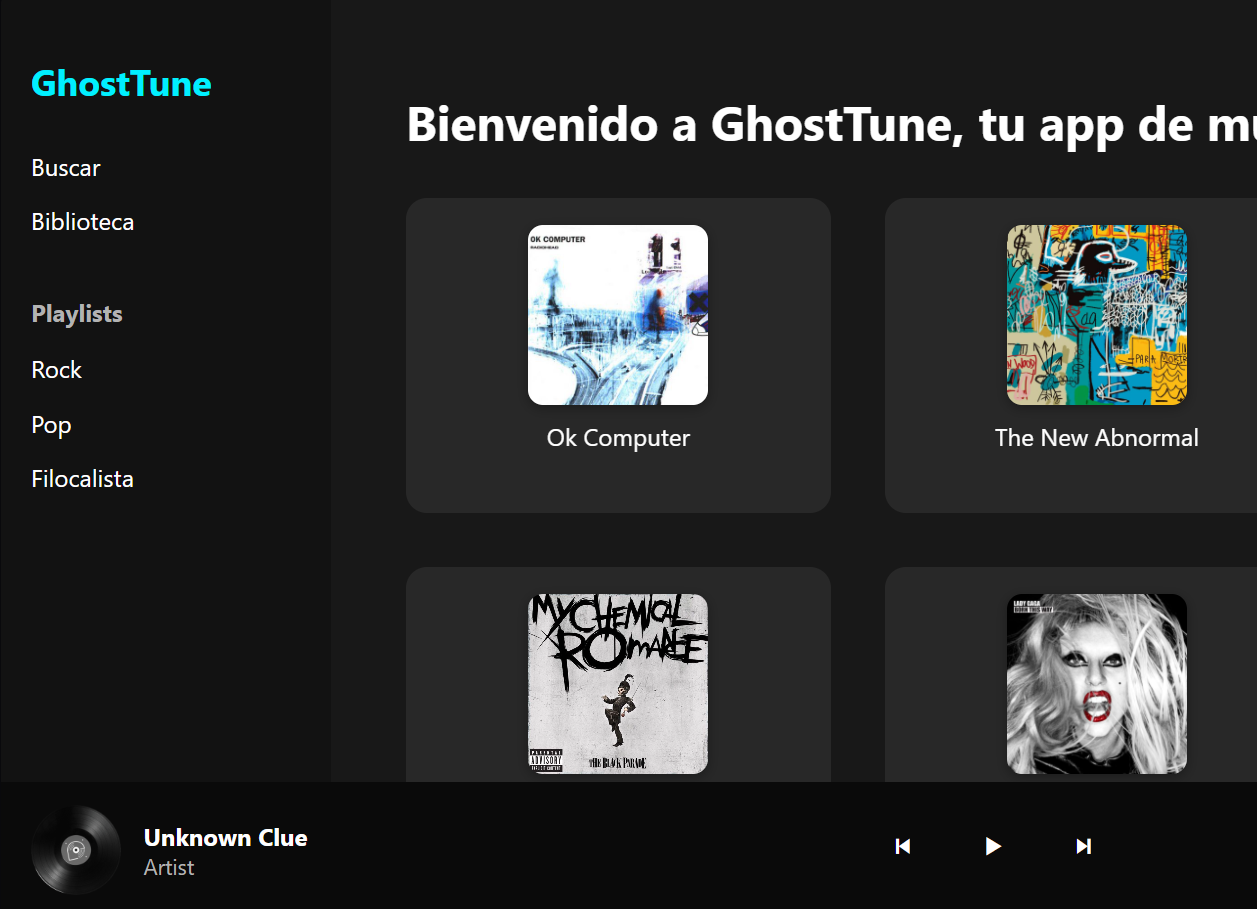 GhostTune
Buscar
Biblioteca
Playlists
Rock
Pop
Filocalista
Bienvenido a GhostTune, tu app de mu
OK COMPUTER
RADIOHEAD
Ok Computer
PARA MORTE
The New Abnormal
MY CHEMICAL
ROMANCE
PARENTAL
ADVISORY
EXPLICIT CONTENT
THE BLACK PARADE
LADY GAGA
BORN THIS WAY
Unknown Clue
Artist